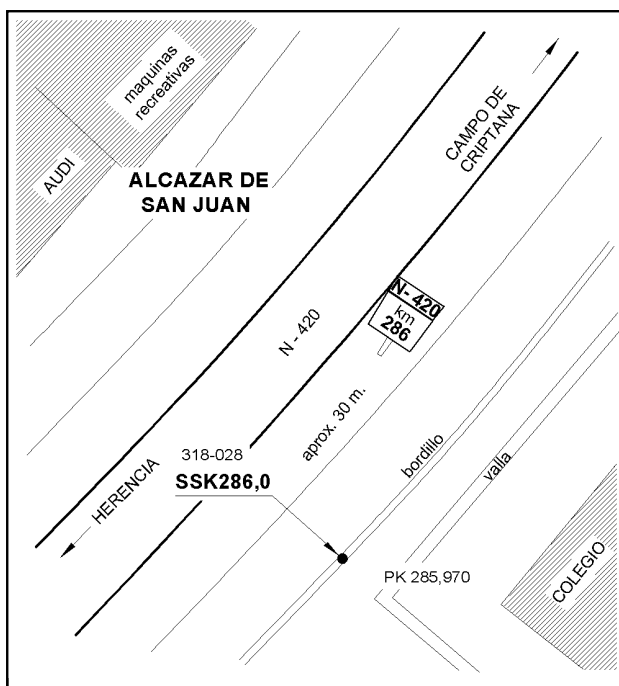 maquinas
recreativas
AUDI
ALCAZAR DE
SAN JUAN
CAMPO DE
CRIPTANA
N- 420
km
286
N - 420
aprox. 30 m.
318-028
SSK286,0
HERENCIA
bordillo
valla
PK 285,970
COLEGIO